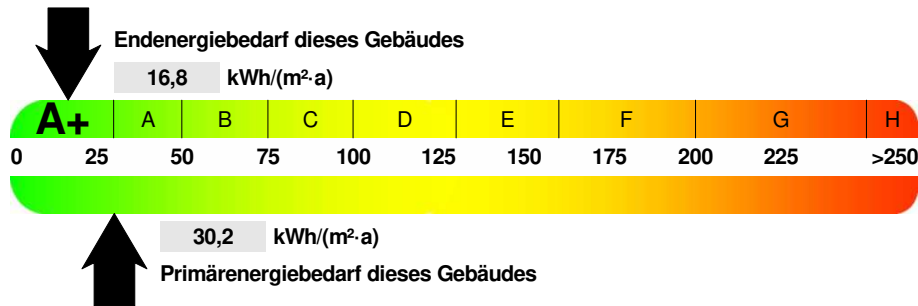 Endenergiebedarf dieses Gebäudes
16,8 kWh/(m²·a)
A+ A B C D E F G H
0 25 50 75 100 125 150 175 200 225 >250
30,2 kWh/(m²·a)
Primärenergiebedarf dieses Gebäudes